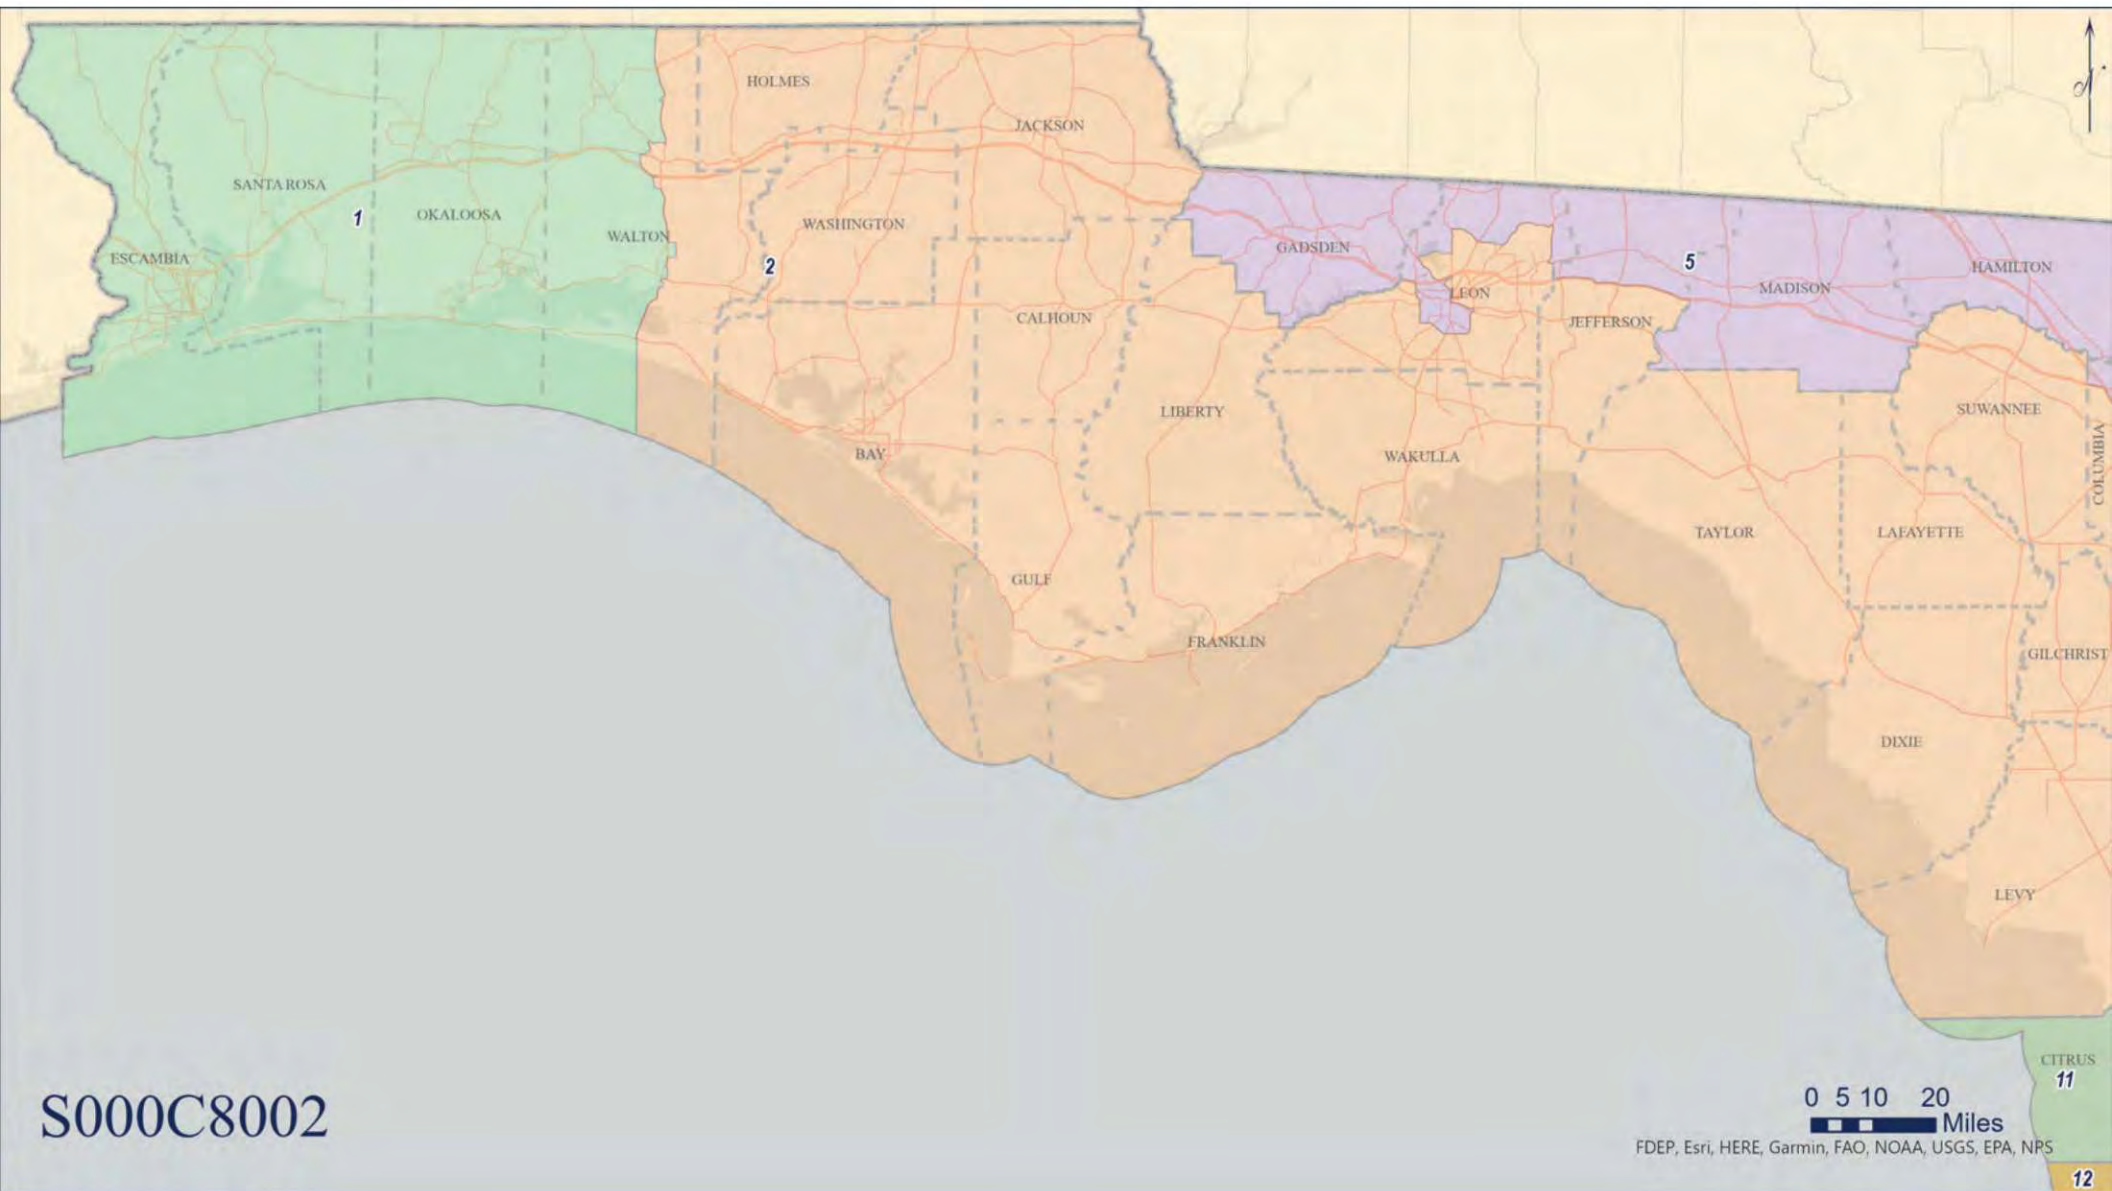 N
HOLMES
JACKSON
SANTA ROSA
1
OKALOOSA
WALTON
WASHINGTON
ESCAMBIA
2
GADSDEN
5
HAMILTON
MADISON
LEON
JEFFERSON
CALHOUN
LIBERTY
SUWANNEE
COLUMBIA
BAY
WAKULLA
TAYLOR
LAFAYETTE
GULF
FRANKLIN
GILCHRIST
DIXIE
LEVY
CITRUS
11
S000C8002
0 5 10 20
Miles
FDEP, Esri, HERE, Garmin, FAO, NOAA, USGS, EPA, NPS
12